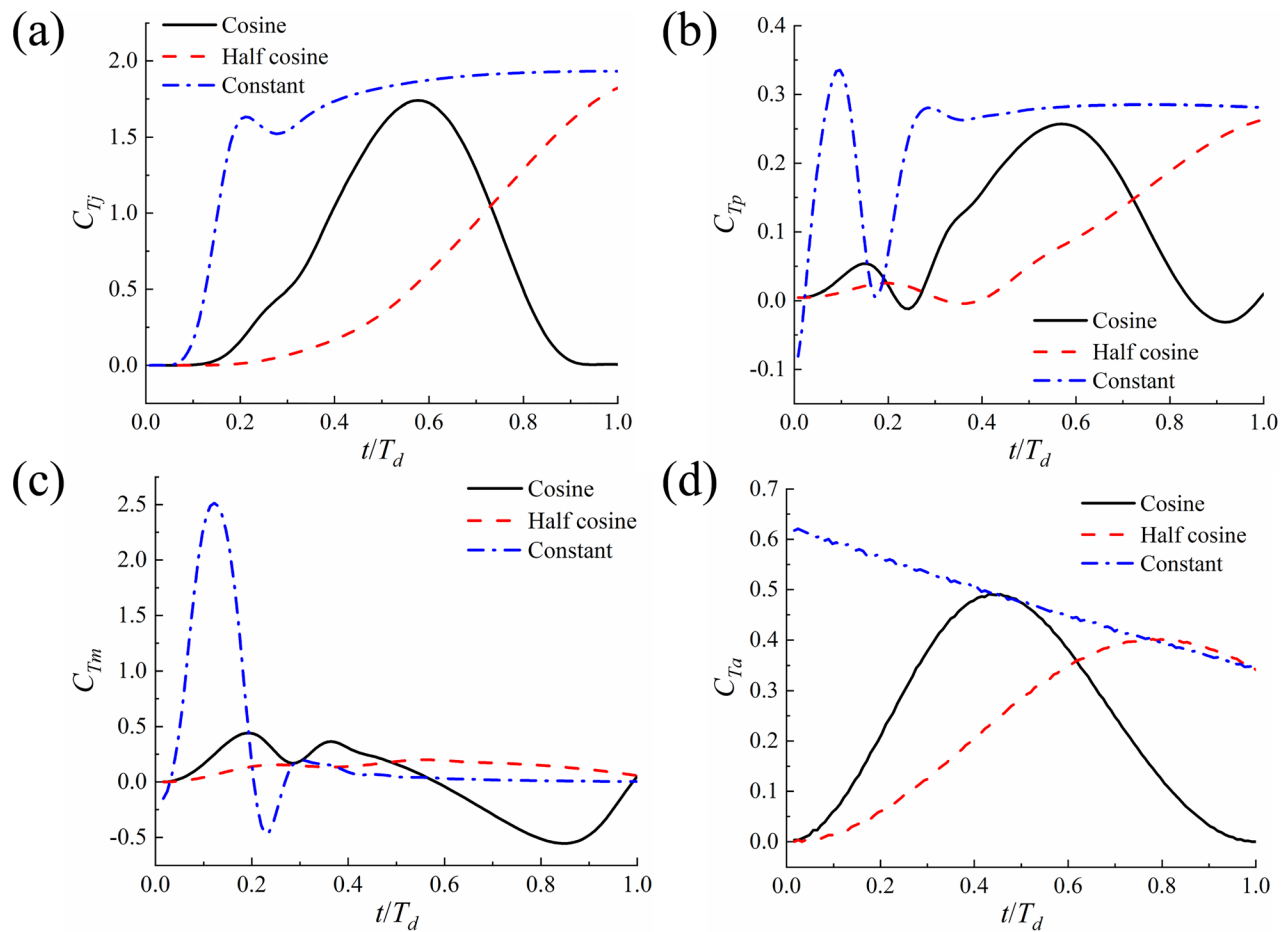 (a)
Cosine
Half cosine
Constant
2.0
1.5
1.0
0.5
0.0
C_Tj
0.0 0.2 0.4 0.6 0.8 1.0
t/T_d
(b)
0.4
0.3
0.2
0.1
0.0
-0.1
C_Tp
Cosine
Half cosine
Constant
0.0 0.2 0.4 0.6 0.8 1.0
t/T_d
(c)
Cosine
Half cosine
Constant
2.5
2.0
1.5
1.0
0.5
0.0
-0.5
C_Tm
0.0 0.2 0.4 0.6 0.8 1.0
t/T_d
(d)
Cosine
Half cosine
Constant
0.7
0.6
0.5
0.4
0.3
0.2
0.1
0.0
C_Ta
0.0 0.2 0.4 0.6 0.8 1.0
t/T_d